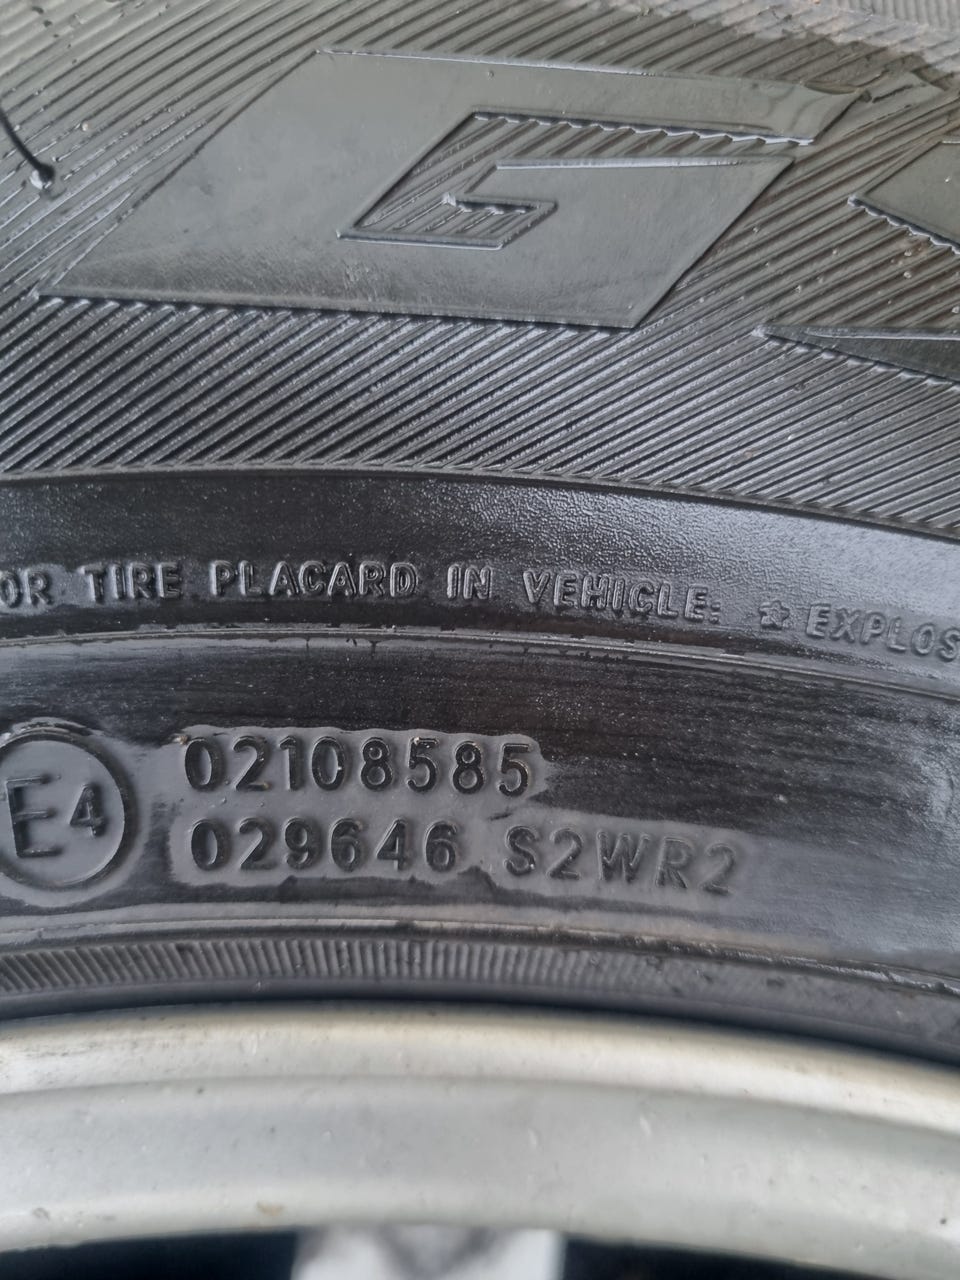 G
OR TIRE PLACARD IN VEHICLE: ☆ EXPLOS
E4
02108585
029646 S2WR2